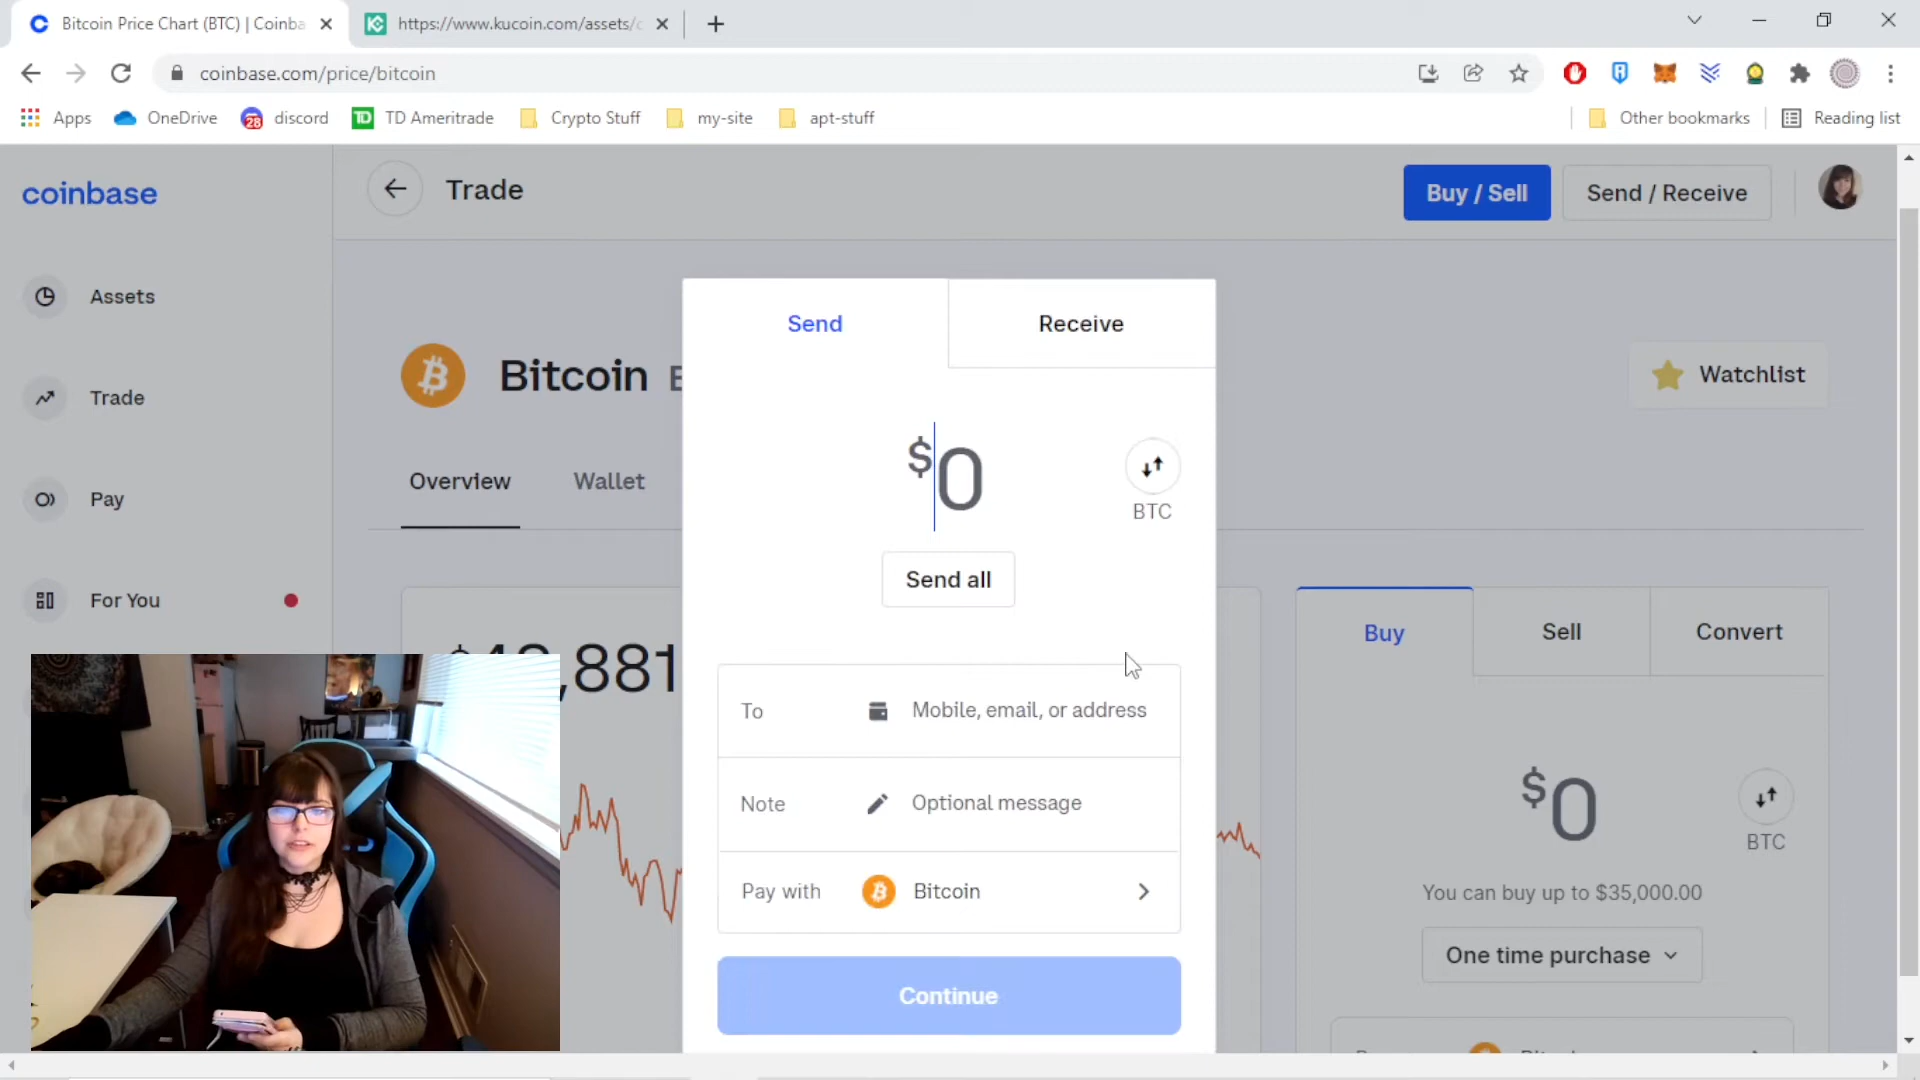 Bitcoin Price Chart (BTC) | Coinba
https://www.kucoin.com/assets/c
coinbase.com/price/bitcoin
Apps
OneDrive
28
discord
TD
TD Ameritrade
Crypto Stuff
my-site
apt-stuff
Other bookmarks
Reading list
coinbase
Trade
Buy / Sell
Send / Receive
Assets
Trade
Pay
For You
Bitcoin
Watchlist
Overview
Wallet
Send
Receive
$0
BTC
Send all
To
Mobile, email, or address
Note
Optional message
Pay with
Bitcoin
Continue
,881
Buy
Sell
Convert
$0
BTC
You can buy up to $35,000.00
One time purchase